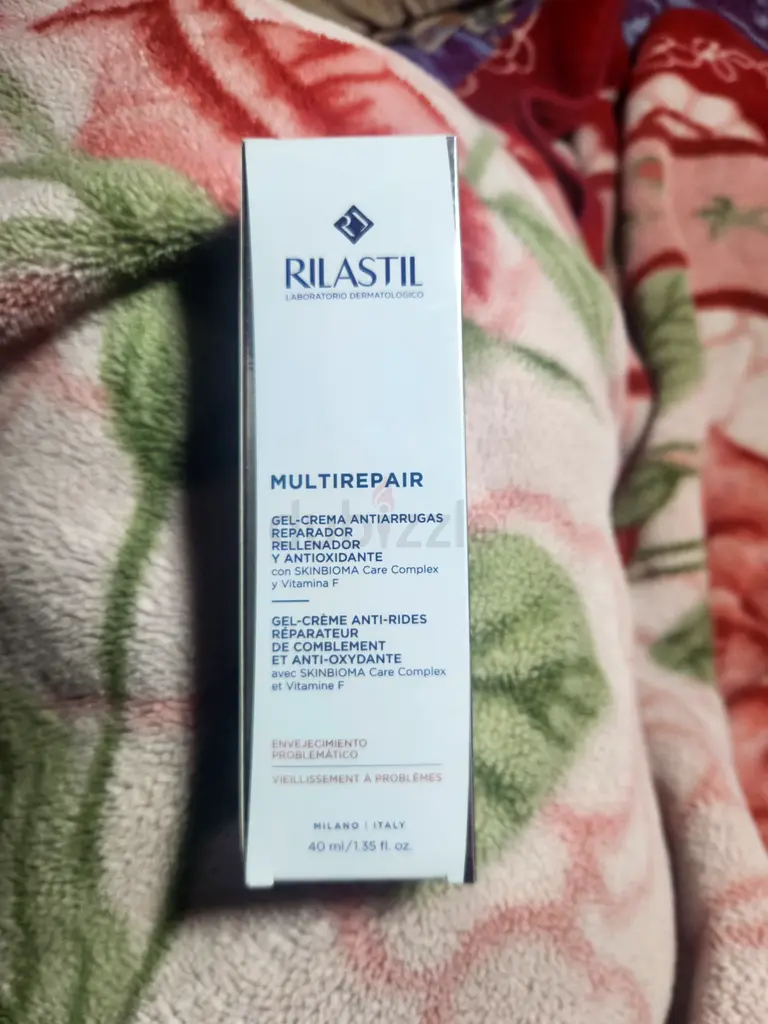 RILASTIL
LABORATORIO DERMATOLOGICO
MULTIREPAIR
GEL-CREMA ANTIARRUGAS
REPARADOR
RELLENADOR
Y ANTIOXIDANTE
con SKINBIOMA Care Complex
y Vitamina F
GEL-CRÈME ANTI-RIDES
RÉPARATEUR
DE COMBLEMENT
ET ANTI-OXYDANTE
avec SKINBIOMA Care Complex
et Vitamine F
ENVEJECIMIENTO
PROBLEMÁTICO
VIEILLISSEMENT À PROBLÈMES
MILANO | ITALY
40 ml/1.35 fl. oz.